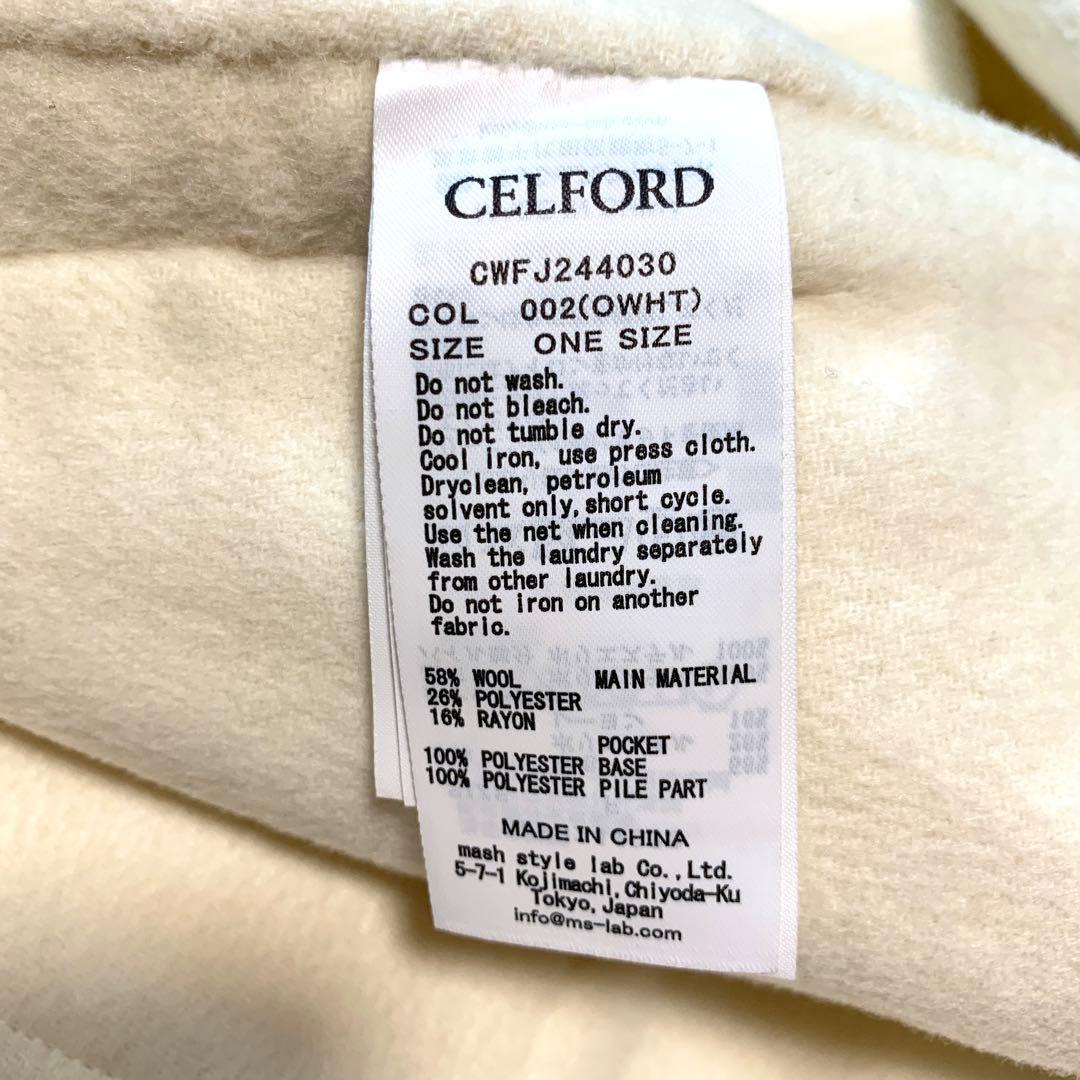 CELFORD
CWFJ244030
COL 002(OWHT)
SIZE ONE SIZE
Do not wash.
Do not bleach.
Do not tumble dry.
Cool iron, use press cloth.
Dryclean, petroleum
solvent only,short cycle.
Use the net when cleaning.
Wash the laundry separately
from other laundry.
Do not iron on another
fabric.
58% WOOL MAIN MATERIAL
26% POLYESTER
16% RAYON
POCKET
100% POLYESTER BASE
100% POLYESTER PILE PART
MADE IN CHINA
mash style lab Co.,Ltd.
5-7-1 Kojimachi,Chiyoda-Ku
Tokyo,Japan
info@ms-lab.com